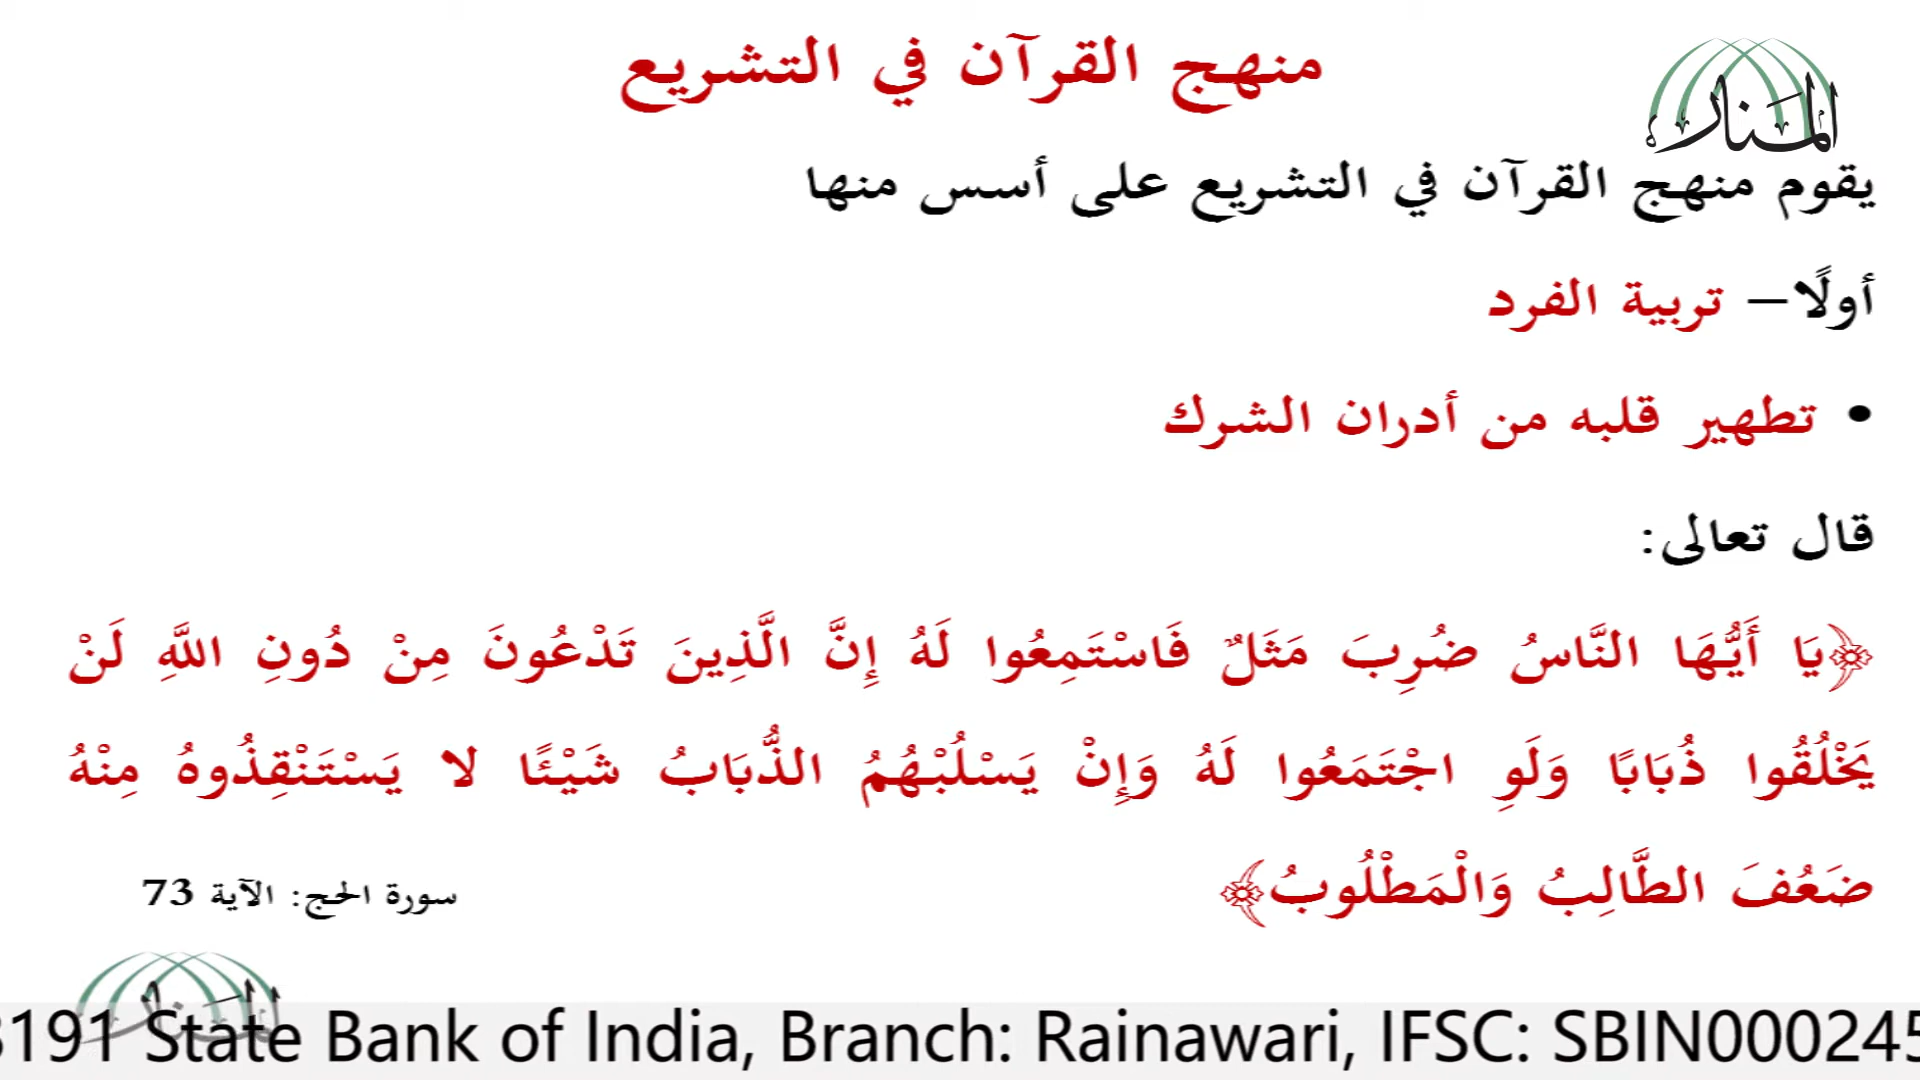 منهج القرآن في التشريع
المنار
يقوم منهج القرآن في التشريع على أسس منها
أولًا– تربية الفرد
• تطهير قلبه من أدران الشرك
قال تعالى:
﴿يَا أَيُّهَا النَّاسُ ضُرِبَ مَثَلٌ فَاسْتَمِعُوا لَهُ إِنَّ الَّذِينَ تَدْعُونَ مِنْ دُونِ اللَّهِ لَنْ
يَخْلُقُوا ذُبَابًا وَلَوِ اجْتَمَعُوا لَهُ وَإِنْ يَسْلُبْهُمُ الذُّبَابُ شَيْئًا لا يَسْتَنْقِذُوهُ مِنْهُ
ضَعُفَ الطَّالِبُ وَالْمَطْلُوبُ﴾
سورة الحج: الآية 73
المنار
3191 State Bank of India, Branch: Rainawari, IFSC: SBIN000245